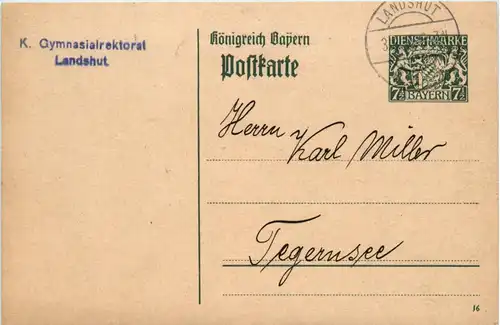 K. Gymnasialrektorat
Landshut.
Königreich Bayern
Postkarte
LANDSHUT
DIENSTMARKE
7½ BAYERN 7½
Herrn Karl Miller
Tegernsee
16